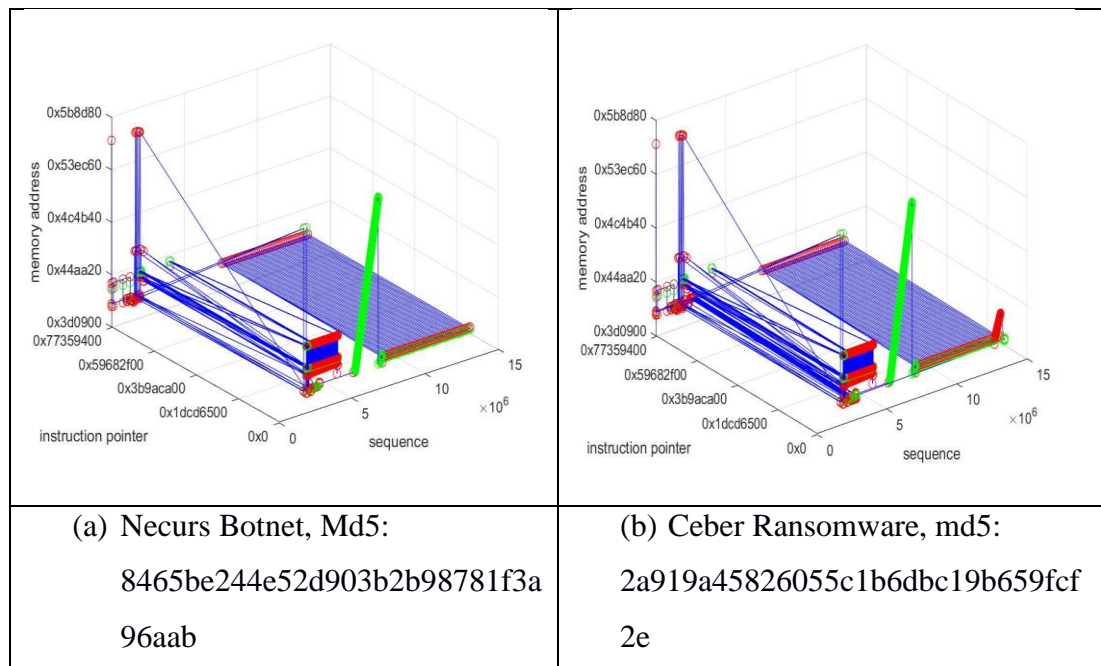 0x5b8d80
0x53ec60
0x4c4b40
0x44aa20
0x3d0900
memory address
0x77359400
0x59682f00
0x3b9aca00
0x1dcd6500
0x0
instruction pointer
0
5
10
15
×10^6
sequence
0x5b8d80
0x53ec60
0x4c4b40
0x44aa20
0x3d0900
memory address
0x77359400
0x59682f00
0x3b9aca00
0x1dcd6500
0x0
instruction pointer
0
5
10
15
×10^6
sequence
(a) Necurs Botnet, Md5:
8465be244e52d903b2b98781f3a
96aab
(b) Ceber Ransomware, md5:
2a919a45826055c1b6dbc19b659fcf
2e